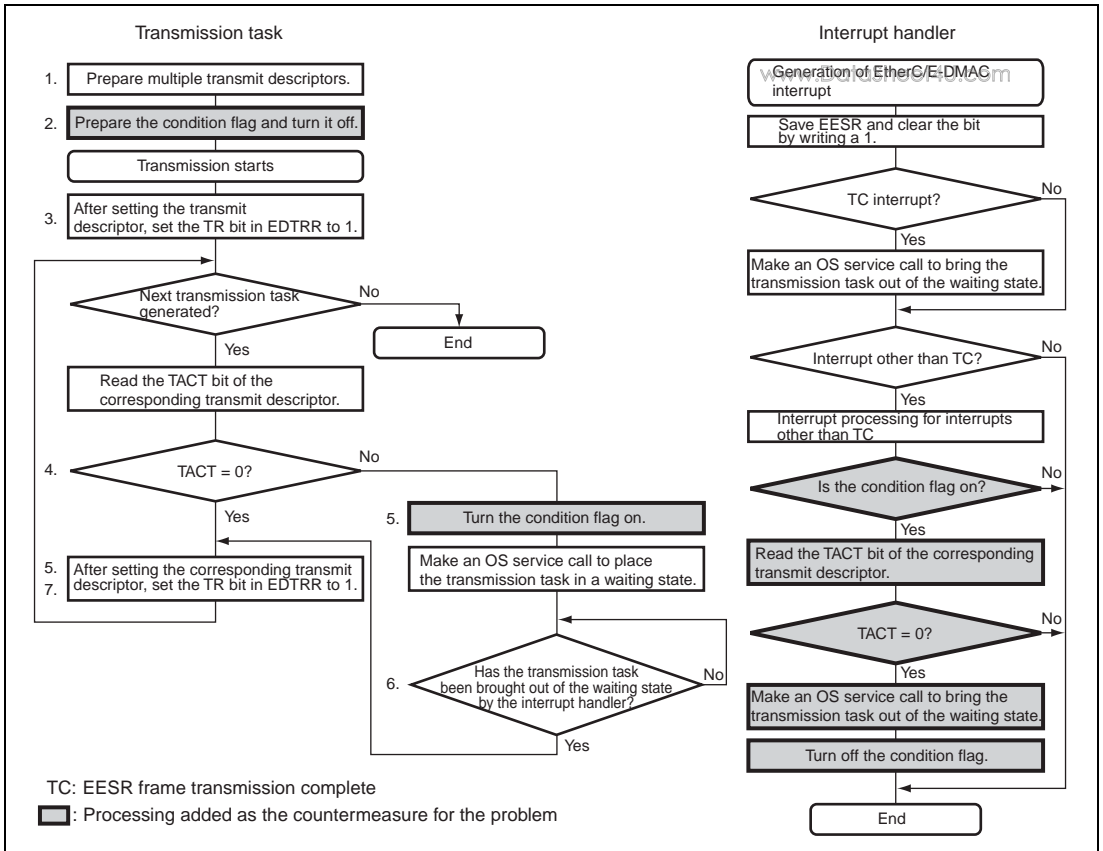 Transmission task
1.
Prepare multiple transmit descriptors.
2.
Prepare the condition flag and turn it off.
Transmission starts
3.
After setting the transmit
descriptor, set the TR bit in EDTRR to 1.
Next transmission task
generated?
No
End
Yes
Read the TACT bit of the
corresponding transmit descriptor.
4.
TACT = 0?
No
Yes
5.
7.
After setting the corresponding transmit
descriptor, set the TR bit in EDTRR to 1.
5.
Turn the condition flag on.
Make an OS service call to place
the transmission task in a waiting state.
6.
Has the transmission task
been brought out of the waiting state
by the interrupt handler?
No
Yes
Interrupt handler
Generation of EtherC/E-DMAC
interrupt
www.DataSheet4U.com
Save EESR and clear the bit
by writing a 1.
TC interrupt?
No
Yes
Make an OS service call to bring the
transmission task out of the waiting state.
Interrupt other than TC?
No
Yes
Interrupt processing for interrupts
other than TC
Is the condition flag on?
No
Yes
Read the TACT bit of the corresponding
transmit descriptor.
TACT = 0?
No
Yes
Make an OS service call to bring the
transmission task out of the waiting state.
Turn off the condition flag.
End
TC: EESR frame transmission complete
: Processing added as the countermeasure for the problem